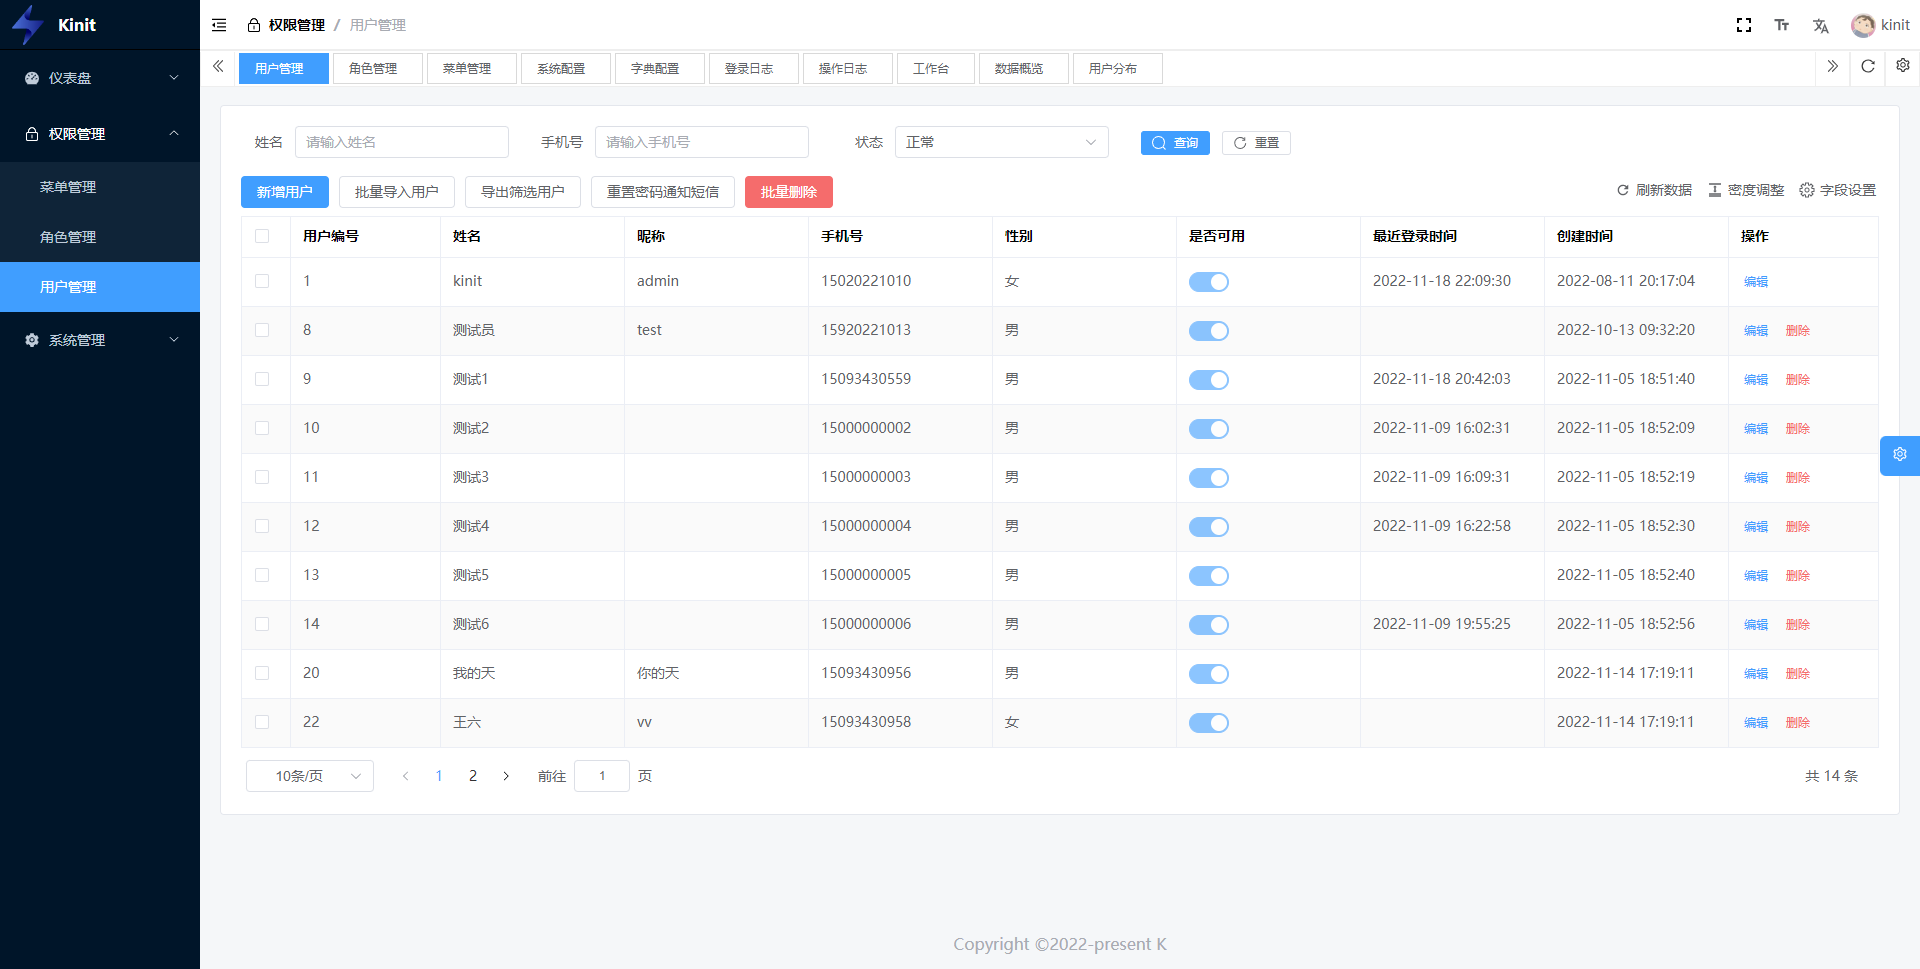 Kinit
权限管理 / 用户管理
kinit
仪表盘
权限管理
菜单管理
角色管理
用户管理
系统管理
用户管理 角色管理 菜单管理 系统配置 字典配置 登录日志 操作日志 工作台 数据概览 用户分布
姓名 请输入姓名 手机号 请输入手机号 状态 正常 查询 重置
新增用户 批量导入用户 导出筛选用户 重置密码通知短信 批量删除 刷新数据 密度调整 字段设置
用户编号 姓名 昵称 手机号 性别 是否可用 最近登录时间 创建时间 操作
1 kinit admin 15020221010 女 2022-11-18 22:09:30 2022-08-11 20:17:04 编辑
8 测试员 test 15920221013 男 2022-10-13 09:32:20 编辑 删除
9 测试1 15093430559 男 2022-11-18 20:42:03 2022-11-05 18:51:40 编辑 删除
10 测试2 15000000002 男 2022-11-09 16:02:31 2022-11-05 18:52:09 编辑 删除
11 测试3 15000000003 男 2022-11-09 16:09:31 2022-11-05 18:52:19 编辑 删除
12 测试4 15000000004 男 2022-11-09 16:22:58 2022-11-05 18:52:30 编辑 删除
13 测试5 15000000005 男 2022-11-05 18:52:40 编辑 删除
14 测试6 15000000006 男 2022-11-09 19:55:25 2022-11-05 18:52:56 编辑 删除
20 我的天 你的天 15093430956 男 2022-11-14 17:19:11 编辑 删除
22 王六 vv 15093430958 女 2022-11-14 17:19:11 编辑 删除
10条/页 1 2 前往 1 页 共 14 条
Copyright ©2022-present K